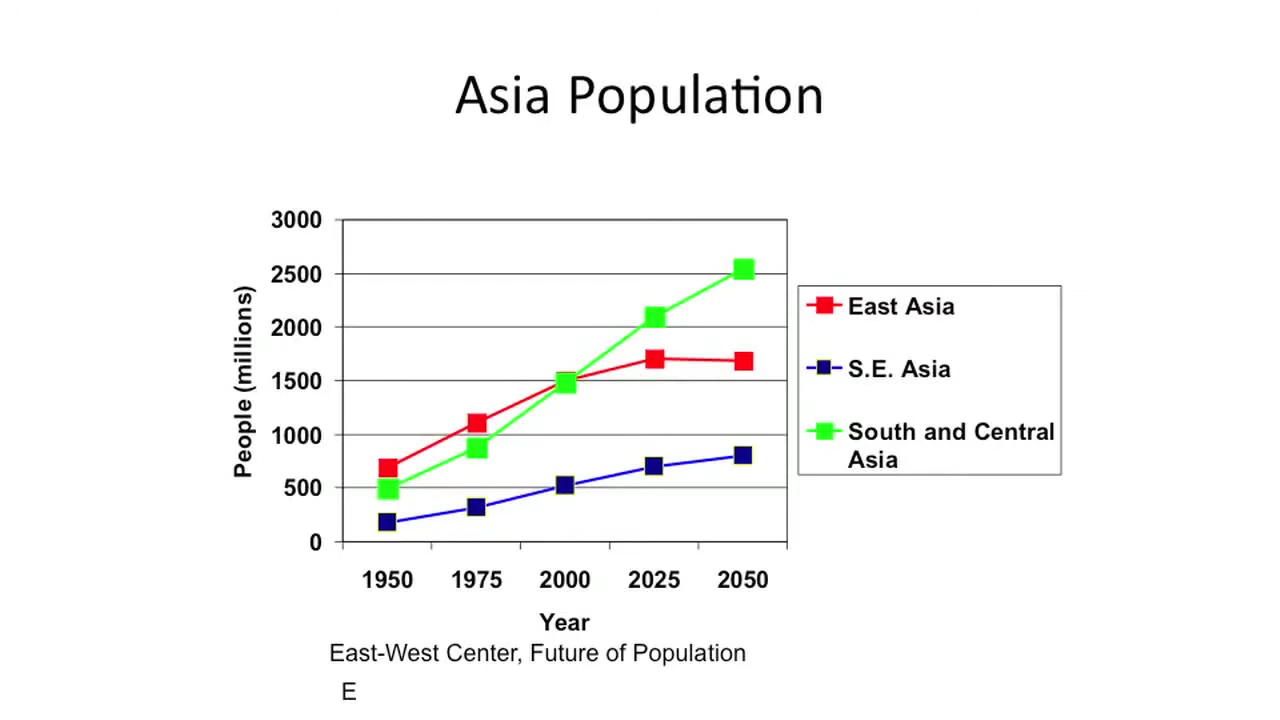 Asia Population
3000
2500
2000
1500
1000
500
0
People (millions)
1950 1975 2000 2025 2050
Year
East Asia
S.E. Asia
South and Central
Asia
East-West Center, Future of Population
E